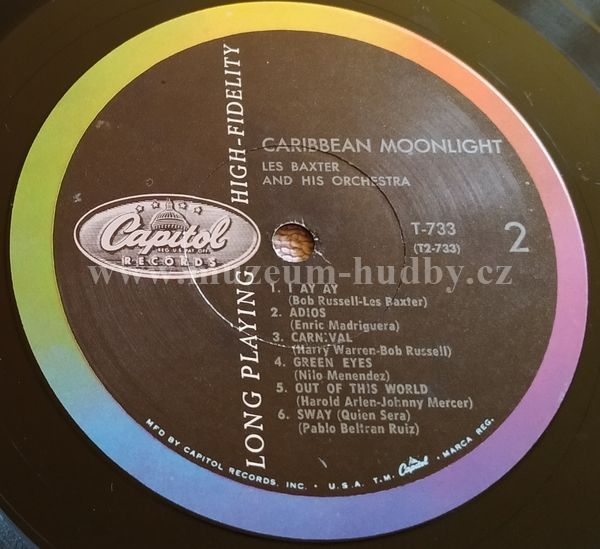 LONG PLAYING HIGH-FIDELITY
CARIBBEAN MOONLIGHT
LES BAXTER
AND HIS ORCHESTRA
T-733
(T2-733)
2
Capitol
REG. U.S. PAT. OFF.
RECORDS
www.muzeum-hudby.cz
1. I AY AY
(Bob Russell-Les Baxter)
2. ADIOS
(Enric Madriguera)
3. CARNIVAL
(Harry Warren-Bob Russell)
4. GREEN EYES
(Nilo Menendez)
5. OUT OF THIS WORLD
(Harold Arlen-Johnny Mercer)
6. SWAY (Quien Sera)
(Pablo Beltran Ruiz)
MFD BY CAPITOL RECORDS, INC. • U.S.A. T.M. Capitol • MARCA REG.